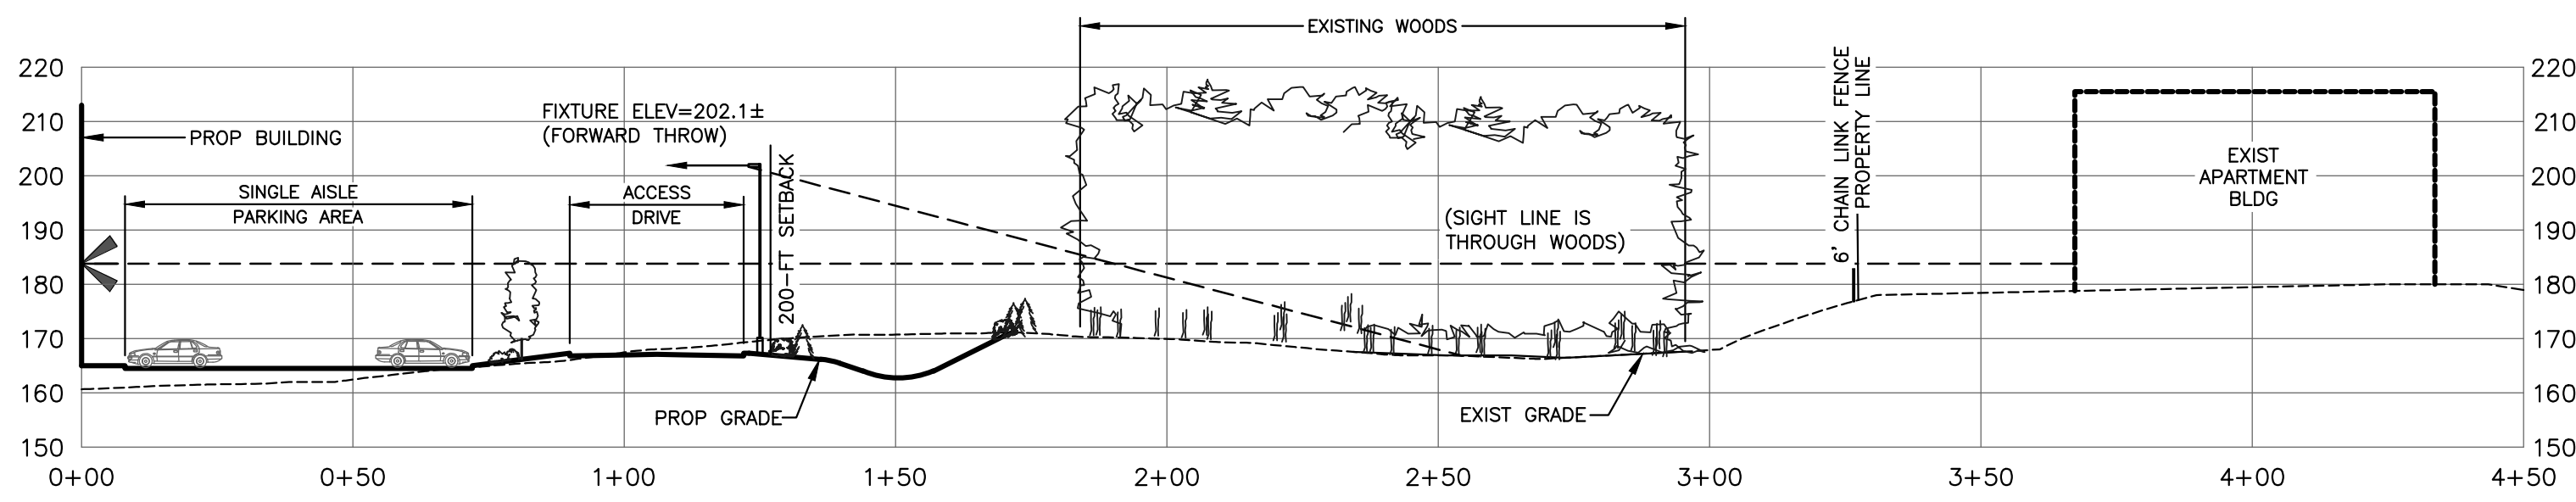 EXISTING WOODS
220
220
210
210
200
200
190
190
180
180
170
170
160
160
150
150
PROP BUILDING
FIXTURE ELEV=202.1±
(FORWARD THROW)
SINGLE AISLE
PARKING AREA
ACCESS
DRIVE
200-FT SETBACK
(SIGHT LINE IS
THROUGH WOODS)
6' CHAIN LINK FENCE
PROPERTY LINE
EXIST
APARTMENT
BLDG
PROP GRADE
EXIST GRADE
0+00
0+50
1+00
1+50
2+00
2+50
3+00
3+50
4+00
4+50